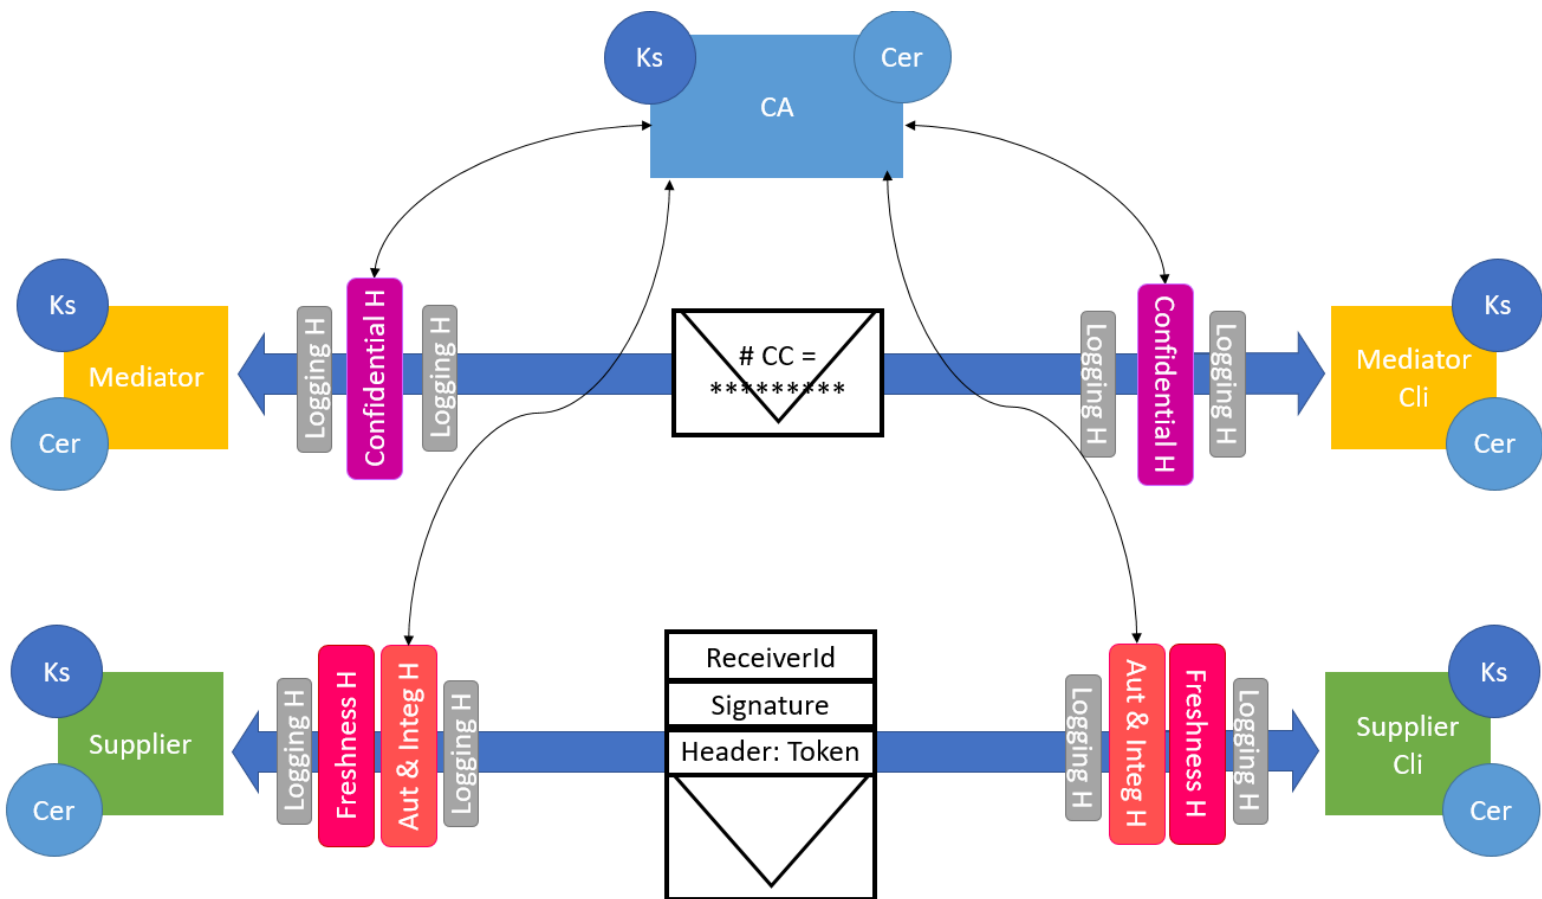 Ks
Cer
CA
Ks
Mediator
Cer
Logging H
Confidential H
Logging H
# CC =
*********
Logging H
Confidential H
Logging H
Ks
Mediator
Cli
Cer
Ks
Supplier
Cer
Logging H
Freshness H
Aut & Integ H
Logging H
ReceiverId
Signature
Header: Token
Logging H
Aut & Integ H
Freshness H
Logging H
Ks
Supplier
Cli
Cer